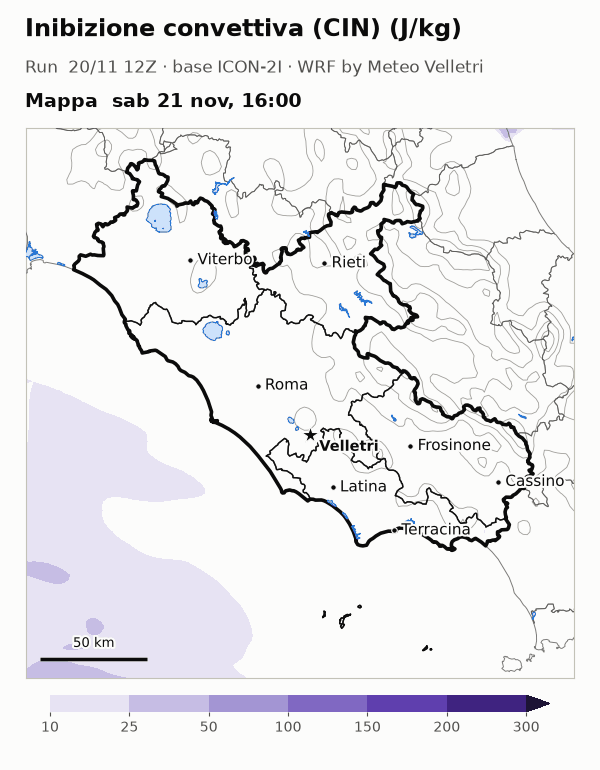 Inibizione convettiva (CIN) (J/kg)
Run  20/11 12Z · base ICON-2I · WRF by Meteo Velletri
Mappa  sab 21 nov, 16:00
Viterbo
Rieti
Roma
Velletri
Frosinone
Latina
Cassino
Terracina
50 km
10 25 50 100 150 200 300